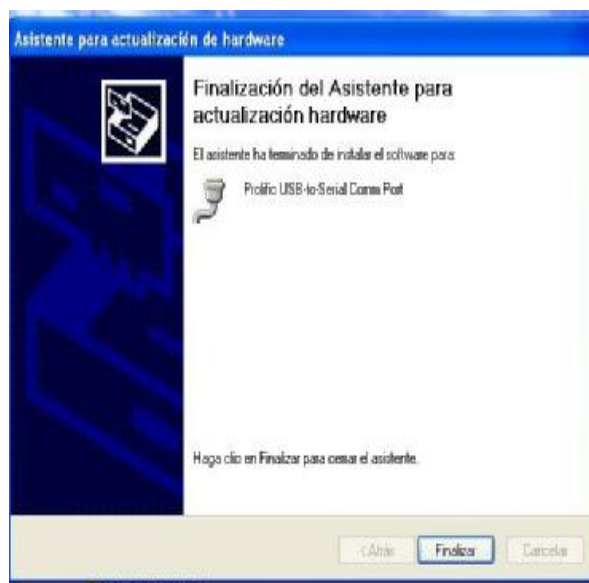 Asistente para actualización de hardware
Finalización del Asistente para
actualización hardware
El asistente ha terminado de instalar el software para:
Prolific USB-to-Serial Comm Port
Haga clic en Finalizar para cerrar el asistente.
< Atrás Finalizar Cancelar